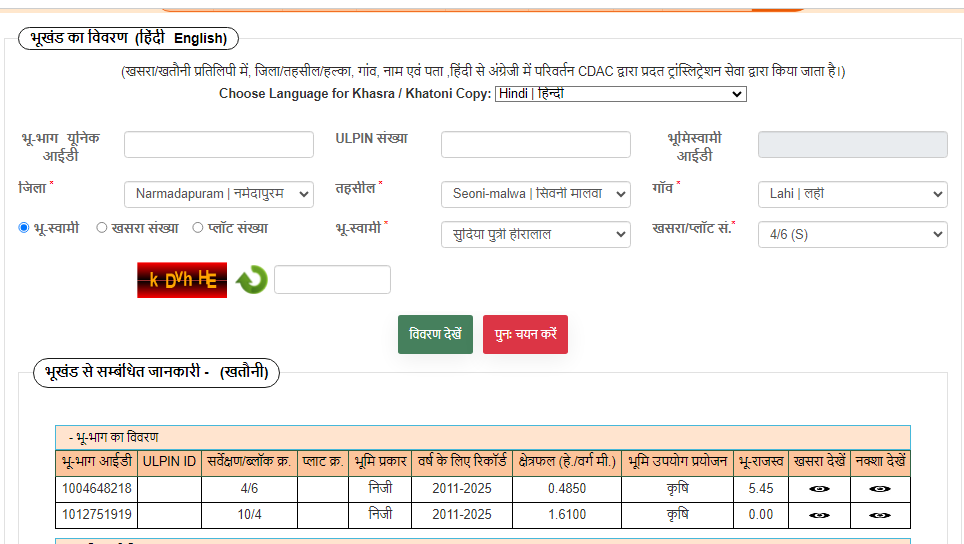 भूखंड का विवरण (हिंदी English)
(खसरा/खतौनी प्रतिलिपी में, जिला/तहसील/हल्का, गांव, नाम एवं पता ,हिंदी से अंग्रेजी में परिवर्तन CDAC द्वारा प्रदत ट्रांस्लिट्रेशन सेवा द्वारा किया जाता है।)
Choose Language for Khasra / Khatoni Copy: Hindi | हिन्दी
भू-भाग यूनिक आईडी ULPIN संख्या भूमिस्वामी आईडी
जिला * Narmadapuram | नर्मदापुरम तहसील * Seoni-malwa | सिवनी मालवा गाँव * Lahi | लही
भू-स्वामी खसरा संख्या प्लॉट संख्या भू-स्वामी * सुदिया पुत्री हीरालाल खसरा/प्लॉट सं.* 4/6 (S)
k DVh HE
विवरण देखें पुनः चयन करें
भूखंड से सम्बंधित जानकारी - (खतौनी)
- भू-भाग का विवरण
भू-भाग आईडी ULPIN ID सर्वेक्षण/ब्लॉक क्र. प्लाट क्र. भूमि प्रकार वर्ष के लिए रिकॉर्ड क्षेत्रफल (हे./वर्ग मी.) भूमि उपयोग प्रयोजन भू-राजस्व खसरा देखें नक्शा देखें
1004648218 4/6 निजी 2011-2025 0.4850 कृषि 5.45
1012751919 10/4 निजी 2011-2025 1.6100 कृषि 0.00